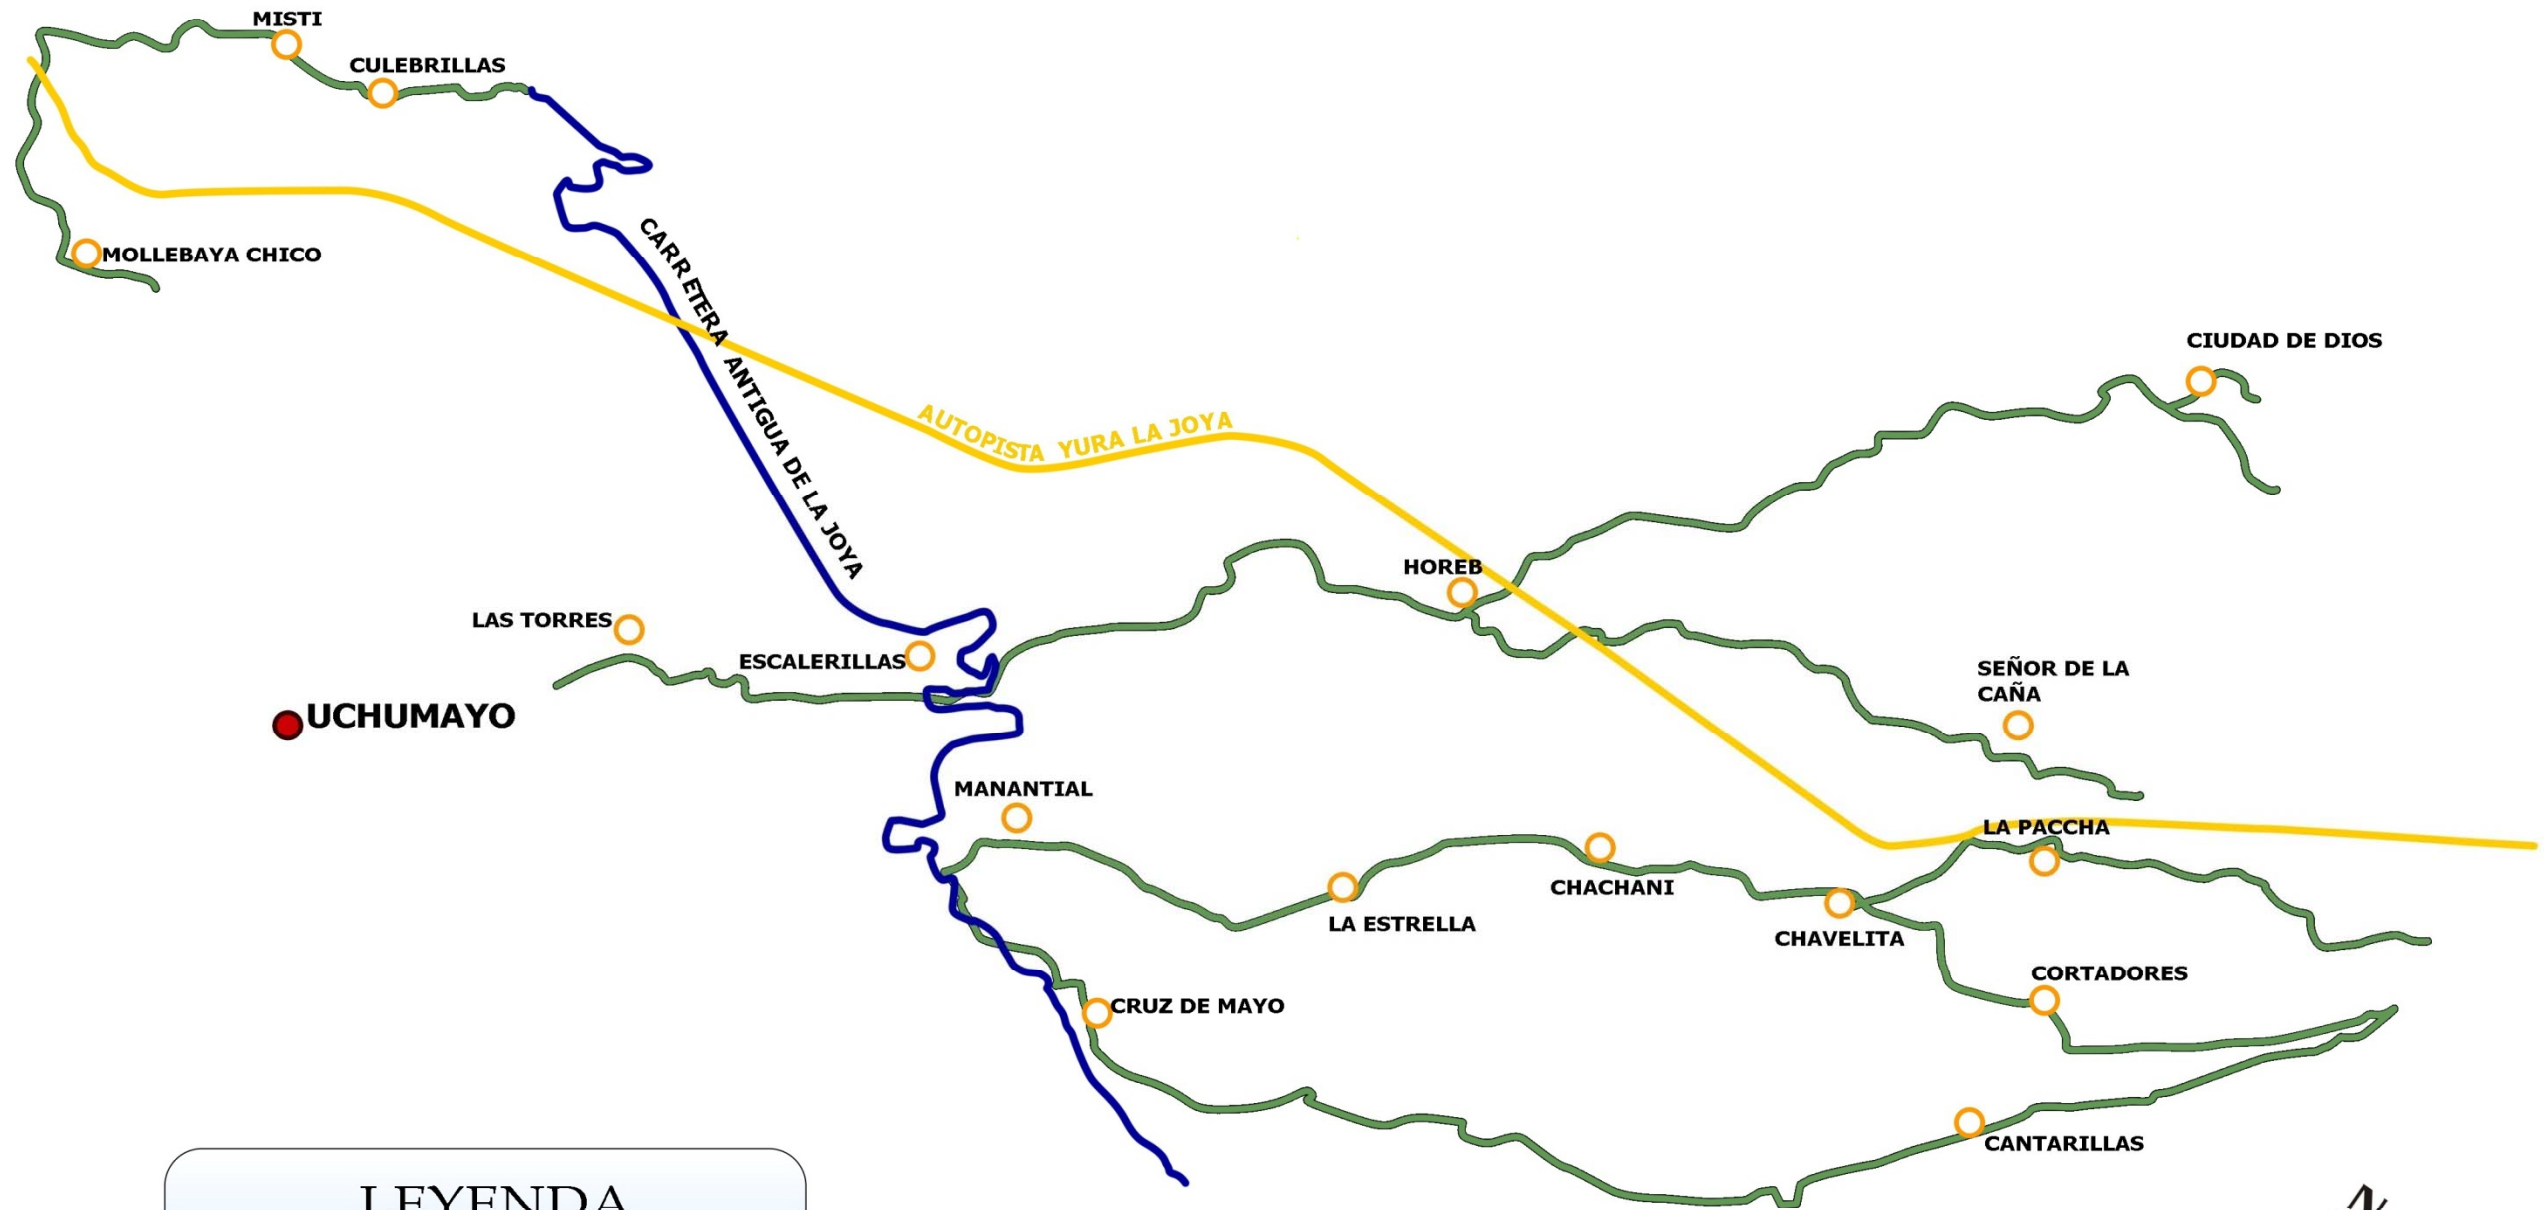 MISTI
CULEBRILLAS
MOLLEBAYA CHICO
CARRETERA ANTIGUA DE LA JOYA
CIUDAD DE DIOS
AUTOPISTA YURA LA JOYA
HOREB
LAS TORRES
ESCALERILLAS
SEÑOR DE LA
CAÑA
UCHUMAYO
MANANTIAL
LA PACCHA
CHACHANI
LA ESTRELLA
CHAVELITA
CORTADORES
CRUZ DE MAYO
CANTARILLAS
LEYENDA
N